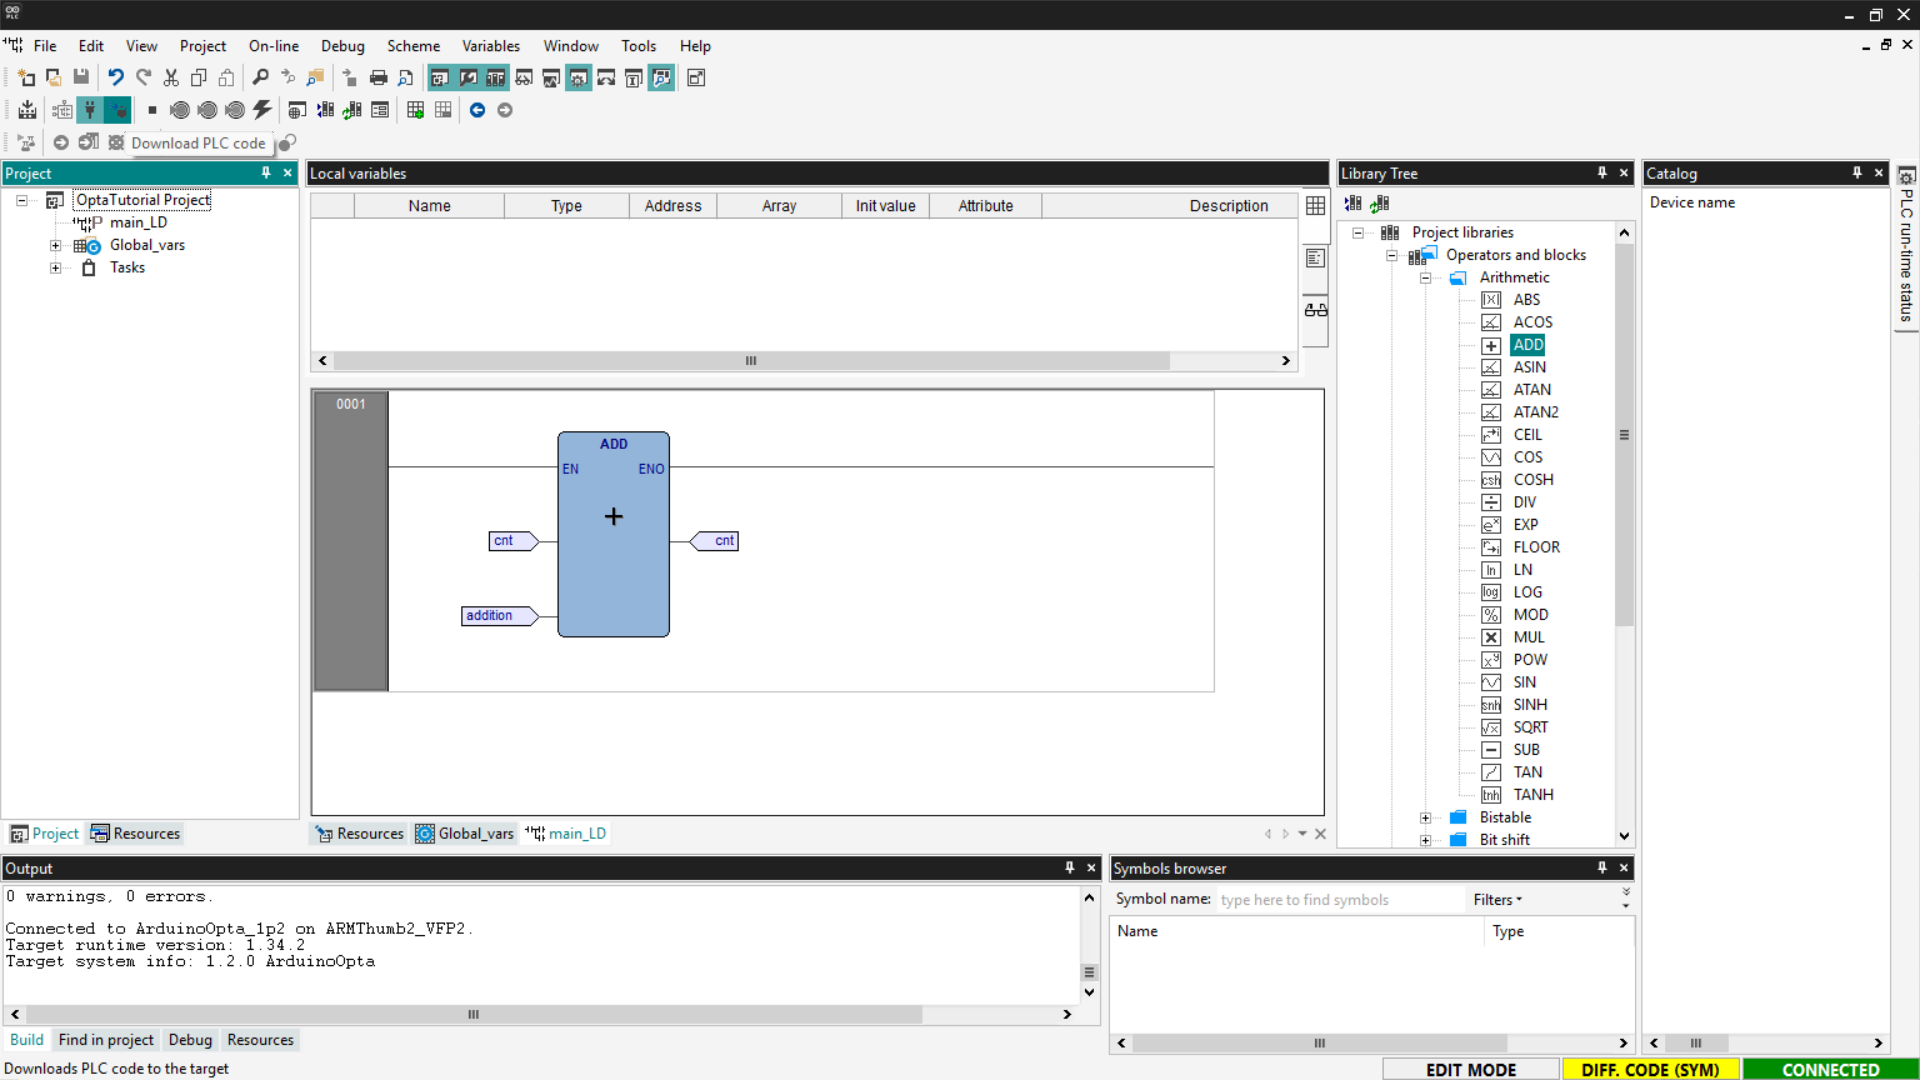 File Edit View Project On-line Debug Scheme Variables Window Tools Help
Download PLC code
Project
OptaTutorial Project
main_LD
Global_vars
Tasks
Project Resources
Local variables
Name Type Address Array Init value Attribute Description
0001
ADD
EN ENO
cnt cnt
addition
Resources Global_vars main_LD
Library Tree
Project libraries
Operators and blocks
Arithmetic
ABS
ACOS
ADD
ASIN
ATAN
ATAN2
CEIL
COS
COSH
DIV
EXP
FLOOR
LN
LOG
MOD
MUL
POW
SIN
SINH
SQRT
SUB
TAN
TANH
Bistable
Bit shift
Catalog
Device name
PLC run-time status
Output
0 warnings, 0 errors.
Connected to ArduinoOpta_1p2 on ARMThumb2_VFP2.
Target runtime version: 1.34.2
Target system info: 1.2.0 ArduinoOpta
Build Find in project Debug Resources
Symbols browser
Symbol name: type here to find symbols Filters
Name Type
Downloads PLC code to the target
EDIT MODE DIFF. CODE (SYM) CONNECTED